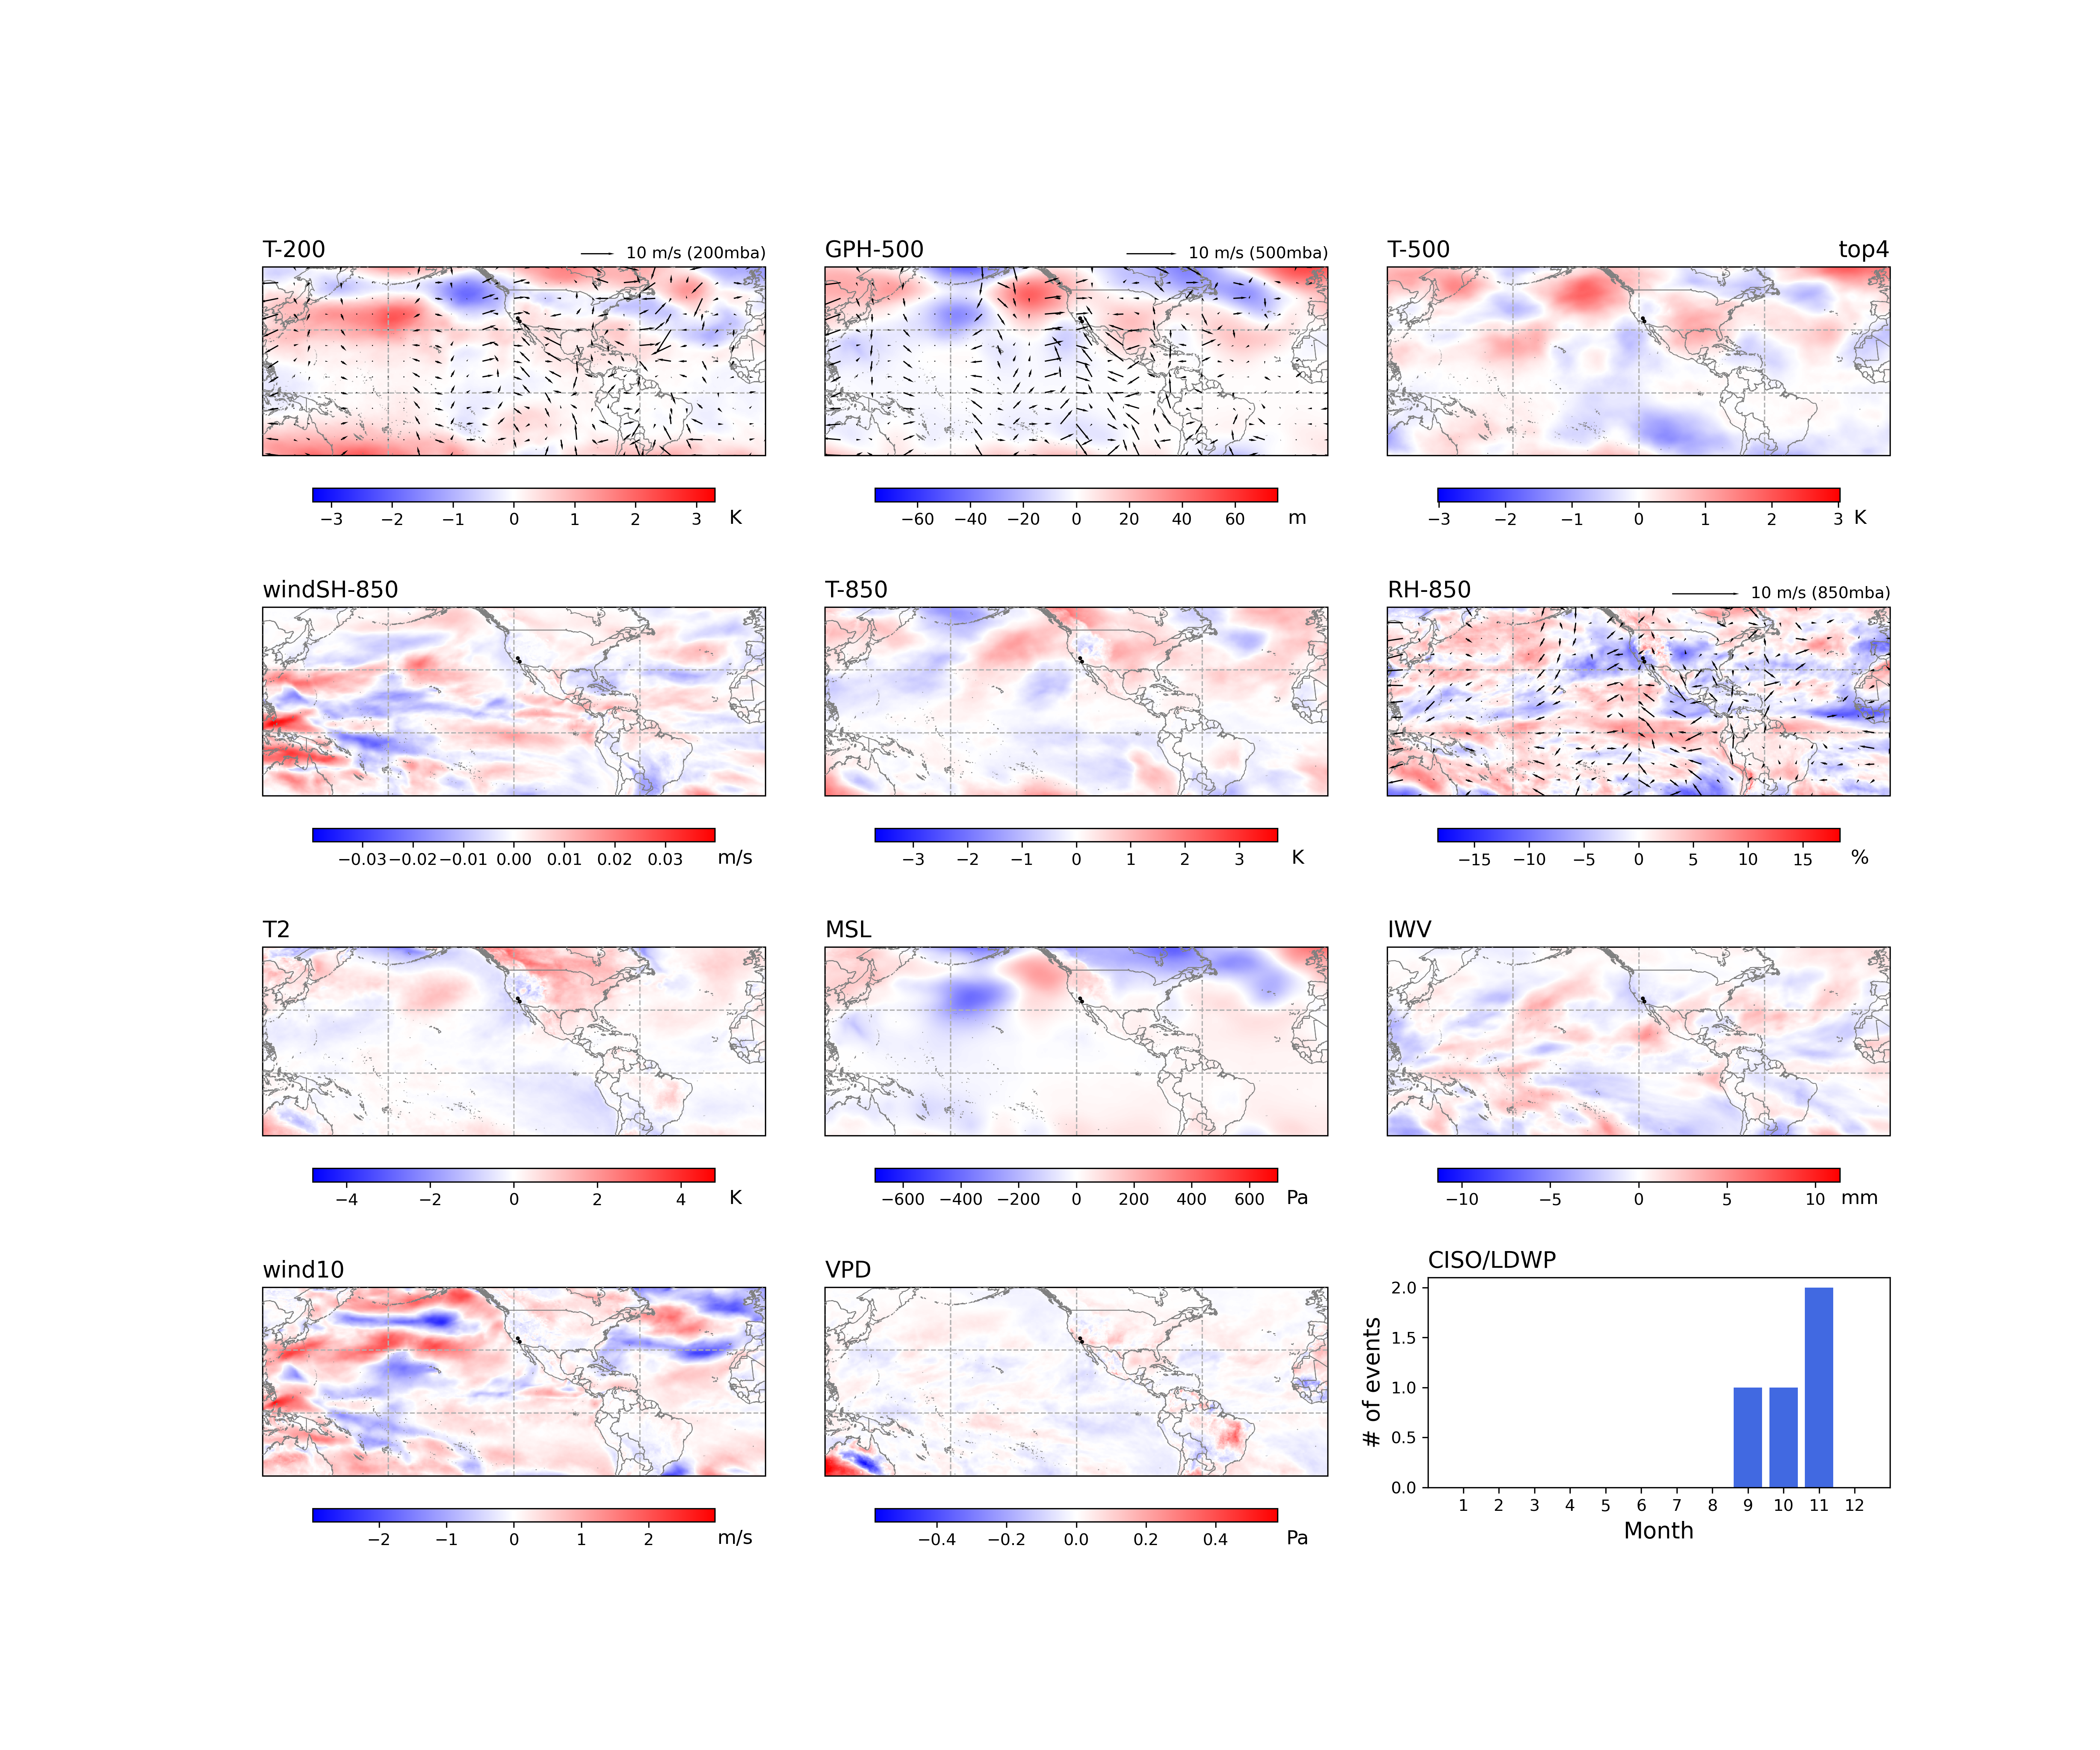 T-200 10 m/s (200mba)
GPH-500 10 m/s (500mba)
T-500 top4
−3 −2 −1 0 1 2 3 K
−60 −40 −20 0 20 40 60 m
−3 −2 −1 0 1 2 3 K
windSH-850
T-850
RH-850 10 m/s (850mba)
−0.03 −0.02 −0.01 0.00 0.01 0.02 0.03 m/s
−3 −2 −1 0 1 2 3 K
−15 −10 −5 0 5 10 15 %
T2
MSL
IWV
−4 −2 0 2 4 K
−600 −400 −200 0 200 400 600 Pa
−10 −5 0 5 10 mm
wind10
VPD
CISO/LDWP
−2 −1 0 1 2 m/s
−0.4 −0.2 0.0 0.2 0.4 Pa
# of events
2.0
1.5
1.0
0.5
0.0
1 2 3 4 5 6 7 8 9 10 11 12
Month